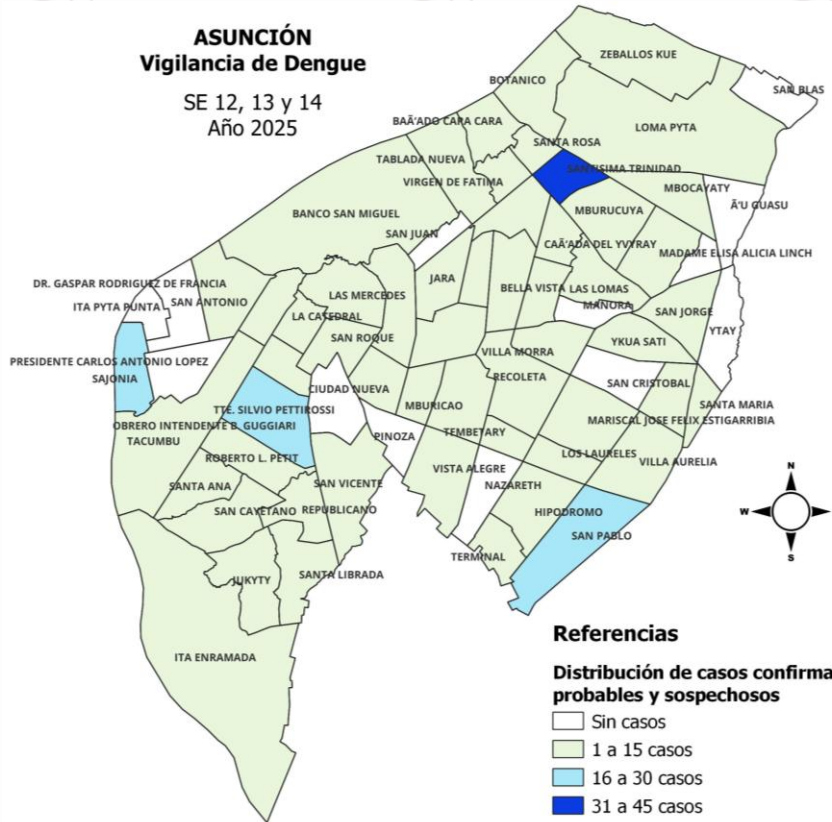 ASUNCIÓN
Vigilancia de Dengue
SE 12, 13 y 14
Año 2025
ZEBALLOS KUE
BOTANICO
SAN BLAS
BAÃ'ADO CARA CARA
LOMA PYTA
SANTA ROSA
TABLADA NUEVA
SANTISIMA TRINIDAD
VIRGEN DE FATIMA
MBOCAYATY
Ã'U GUASU
BANCO SAN MIGUEL
MBURUCUYA
SAN JUAN
CAÃ'ADA DEL YVYRAY
MADAME ELISA ALICIA LINCH
DR. GASPAR RODRIGUEZ DE FRANCIA
JARA
BELLA VISTA
LAS LOMAS
LAS MERCEDES
ITA PYTA PUNTA
SAN ANTONIO
MANORA
SAN JORGE
LA CATEDRAL
YTAY
SAN ROQUE
YKUA SATI
VILLA MORRA
PRESIDENTE CARLOS ANTONIO LOPEZ
RECOLETA
SAJONIA
CIUDAD NUEVA
SAN CRISTOBAL
MBURICAO
SANTA MARIA
TTE. SILVIO PETTIROSSI
MARISCAL JOSE FELIX ESTIGARRIBIA
OBRERO INTENDENTE B. GUGGIARI
TEMBETARY
PINOZA
TACUMBU
LOS LAURELES
ROBERTO L. PETIT
VILLA AURELIA
VISTA ALEGRE
SANTA ANA
SAN VICENTE
NAZARETH
SAN CAYETANO
REPUBLICANO
HIPODROMO
SAN PABLO
TERMINAL
JUKYTY
SANTA LIBRADA
ITA ENRAMADA
N
W
E
S
Referencias
Distribución de casos confirma
probables y sospechosos
Sin casos
1 a 15 casos
16 a 30 casos
31 a 45 casos